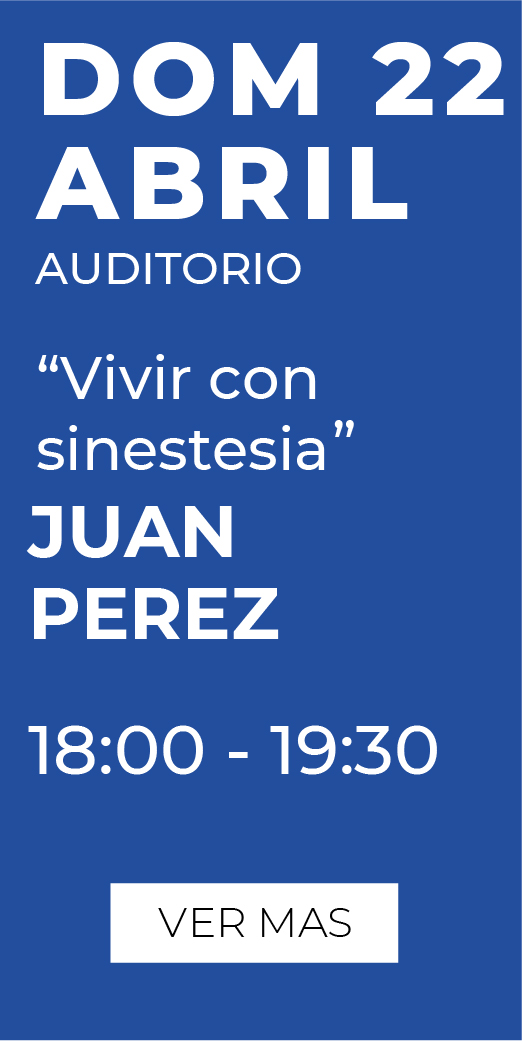 DOM 22
ABRIL
AUDITORIO
“Vivir con
sinestesia”
JUAN
PEREZ
18:00 - 19:30
VER MAS